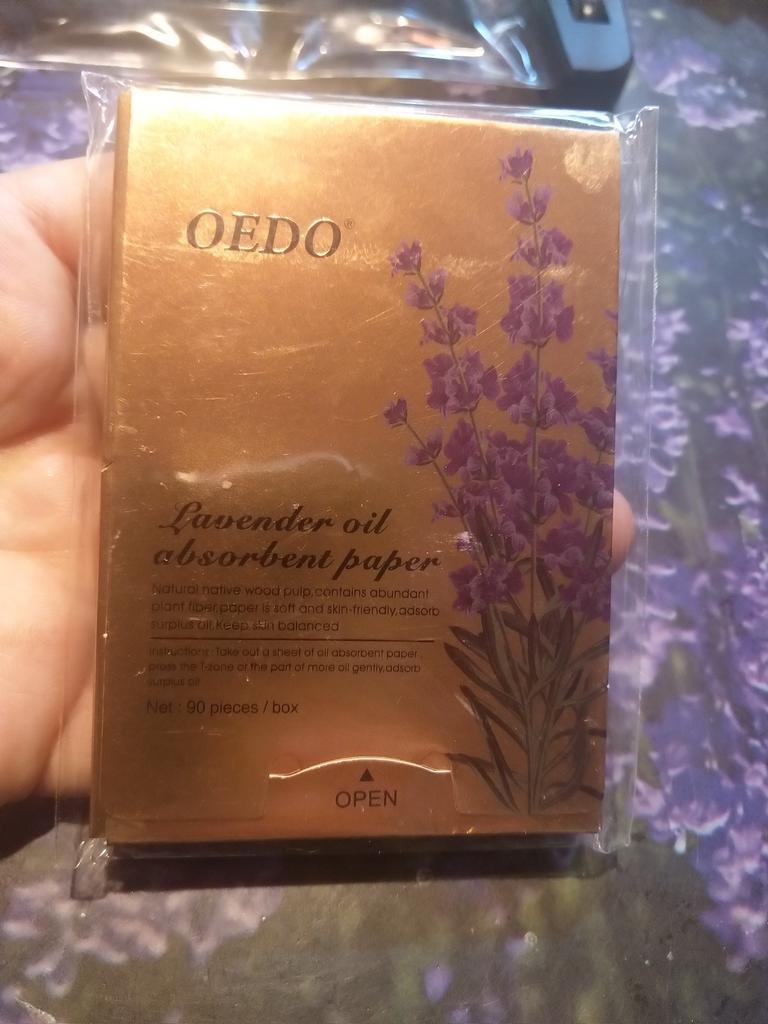 OEDO®
Lavender oil
absorbent paper
Natural native wood pulp,contains abundant
plant fiber,paper is soft and skin-friendly,adsorb
surplus oil,keep skin balanced
Instructions:Take out a sheet of oil absorbent paper,
press the T-zone or the part of more oil gently,adsorb
surplus oil
Net : 90 pieces / box
▲
OPEN